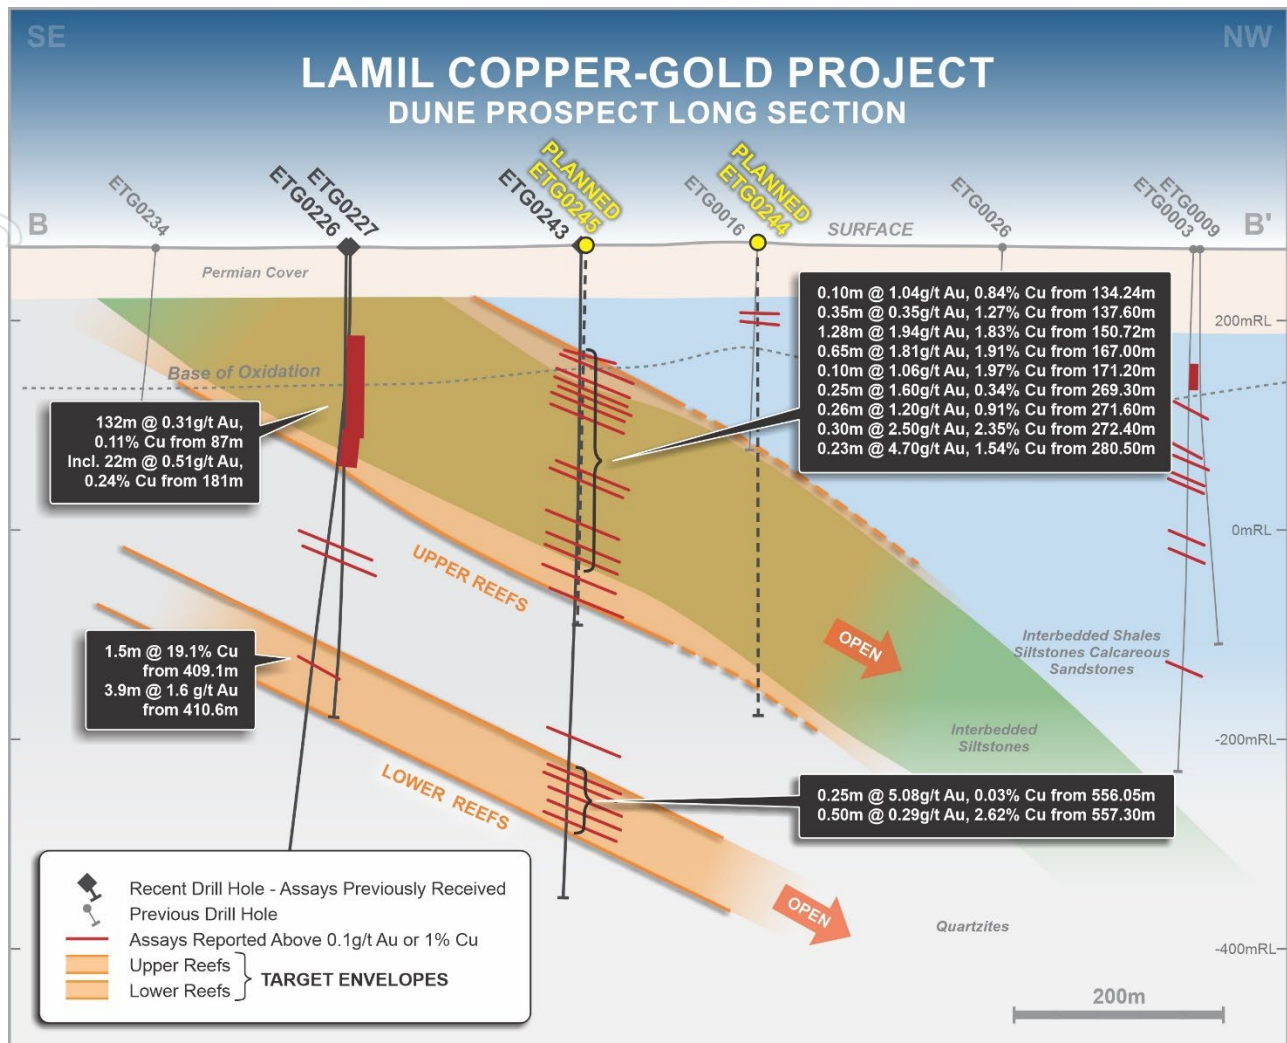 SE
NW
LAMIL COPPER-GOLD PROJECT
DUNE PROSPECT LONG SECTION
ETG0234
ETG0226
ETG0227
ETG0243
PLANNED
ETG0245
ETG0016
PLANNED
ETG0244
ETG0026
ETG0003
ETG0009
B
SURFACE
B'
Permian Cover
200mRL
Base of Oxidation
0.10m @ 1.04g/t Au, 0.84% Cu from 134.24m
0.35m @ 0.35g/t Au, 1.27% Cu from 137.60m
1.28m @ 1.94g/t Au, 1.83% Cu from 150.72m
0.65m @ 1.81g/t Au, 1.91% Cu from 167.00m
0.10m @ 1.06g/t Au, 1.97% Cu from 171.20m
0.25m @ 1.60g/t Au, 0.34% Cu from 269.30m
0.26m @ 1.20g/t Au, 0.91% Cu from 271.60m
0.30m @ 2.50g/t Au, 2.35% Cu from 272.40m
0.23m @ 4.70g/t Au, 1.54% Cu from 280.50m
132m @ 0.31g/t Au,
0.11% Cu from 87m
Incl. 22m @ 0.51g/t Au,
0.24% Cu from 181m
0mRL
UPPER REEFS
OPEN
Interbedded Shales
Siltstones Calcareous
Sandstones
1.5m @ 19.1% Cu
from 409.1m
3.9m @ 1.6 g/t Au
from 410.6m
Interbedded
Siltstones
-200mRL
LOWER REEFS
0.25m @ 5.08g/t Au, 0.03% Cu from 556.05m
0.50m @ 0.29g/t Au, 2.62% Cu from 557.30m
OPEN
Quartzites
-400mRL
Recent Drill Hole - Assays Previously Received
Previous Drill Hole
Assays Reported Above 0.1g/t Au or 1% Cu
Upper Reefs
Lower Reefs
TARGET ENVELOPES
200m